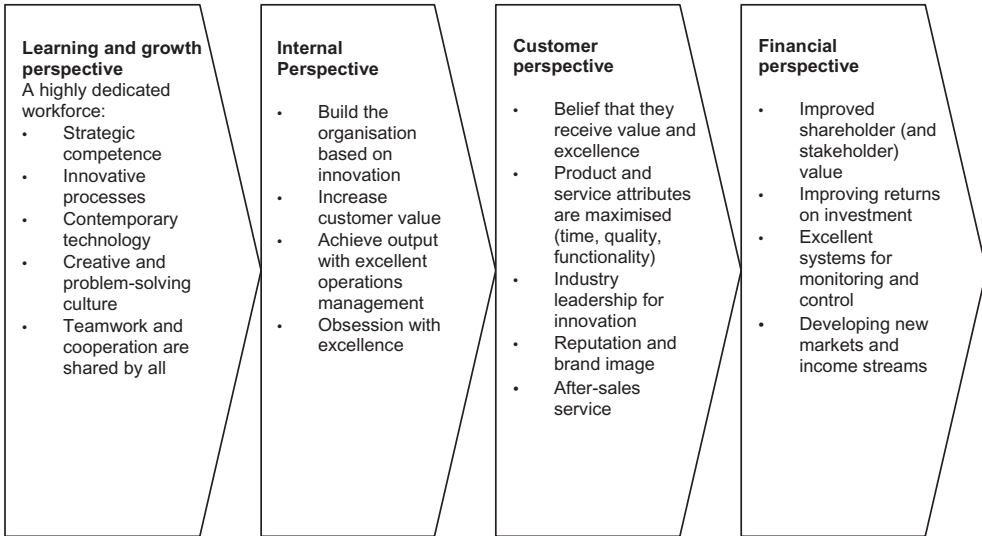 Learning and growth
perspective
A highly dedicated
workforce:
• Strategic
competence
• Innovative
processes
• Contemporary
technology
• Creative and
problem-solving
culture
• Teamwork and
cooperation are
shared by all
Internal
Perspective
• Build the
organisation
based on
innovation
• Increase
customer value
• Achieve output
with excellent
operations
management
• Obsession with
excellence
Customer
perspective
• Belief that they
receive value and
excellence
• Product and
service attributes
are maximised
(time, quality,
functionality)
• Industry
leadership for
innovation
• Reputation and
brand image
• After-sales
service
Financial
perspective
• Improved
shareholder (and
stakeholder)
value
• Improving returns
on investment
• Excellent
systems for
monitoring and
control
• Developing new
markets and
income streams